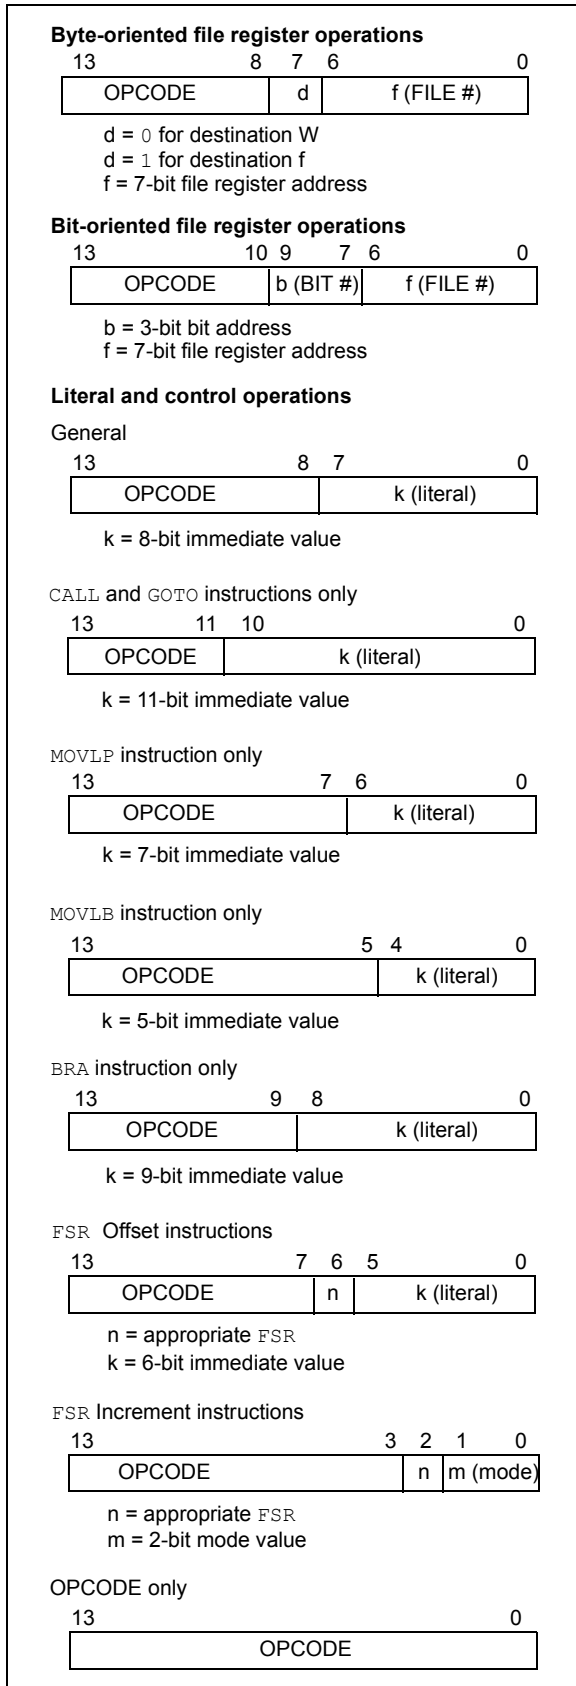 Byte-oriented file register operations
13 8 7 6 0
OPCODE d f (FILE #)
d = 0 for destination W
d = 1 for destination f
f = 7-bit file register address
Bit-oriented file register operations
13 10 9 7 6 0
OPCODE b (BIT #) f (FILE #)
b = 3-bit bit address
f = 7-bit file register address
Literal and control operations
General
13 8 7 0
OPCODE k (literal)
k = 8-bit immediate value
CALL and GOTO instructions only
13 11 10 0
OPCODE k (literal)
k = 11-bit immediate value
MOVLP instruction only
13 7 6 0
OPCODE k (literal)
k = 7-bit immediate value
MOVLB instruction only
13 5 4 0
OPCODE k (literal)
k = 5-bit immediate value
BRA instruction only
13 9 8 0
OPCODE k (literal)
k = 9-bit immediate value
FSR Offset instructions
13 7 6 5 0
OPCODE n k (literal)
n = appropriate FSR
k = 6-bit immediate value
FSR Increment instructions
13 3 2 1 0
OPCODE n m (mode)
n = appropriate FSR
m = 2-bit mode value
OPCODE only
13 0
OPCODE